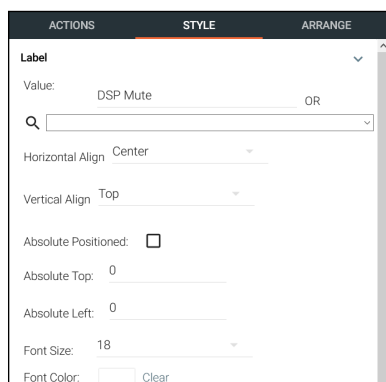 ACTIONS STYLE ARRANGE
Label
Value: DSP Mute OR
Horizontal Align Center
Vertical Align Top
Absolute Positioned:
Absolute Top: 0
Absolute Left: 0
Font Size: 18
Font Color: Clear